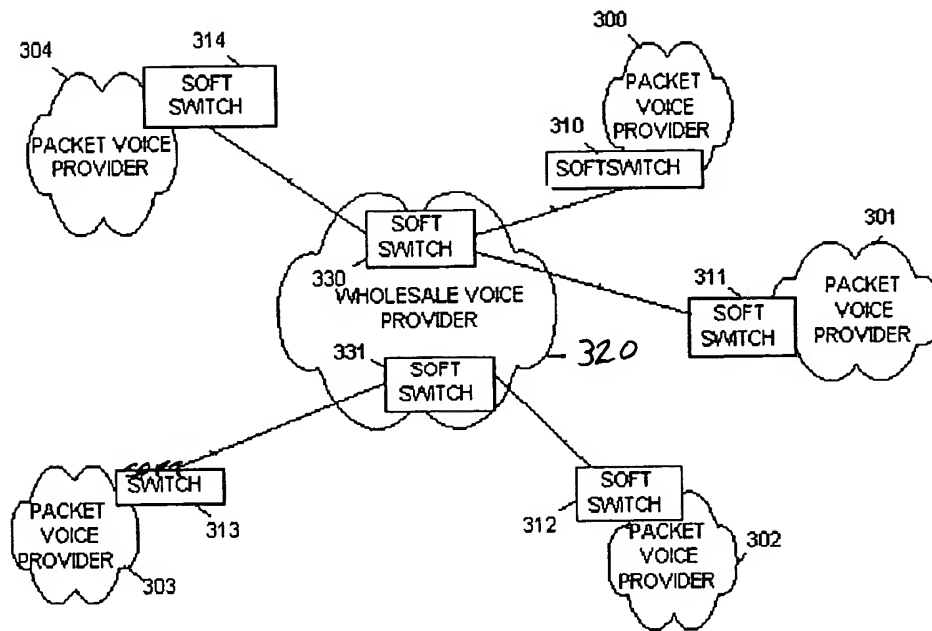 304
314
SOFT
SWITCH
PACKET VOICE
PROVIDER
300
PACKET
VOICE
PROVIDER
310
SOFTSWITCH
SOFT
SWITCH
330
WHOLESALE VOICE
PROVIDER
331
SOFT
SWITCH
320
301
311
SOFT
SWITCH
PACKET
VOICE
PROVIDER
SOFT
SWITCH
313
PACKET
VOICE
PROVIDER
303
SOFT
SWITCH
312
PACKET
VOICE
PROVIDER
302